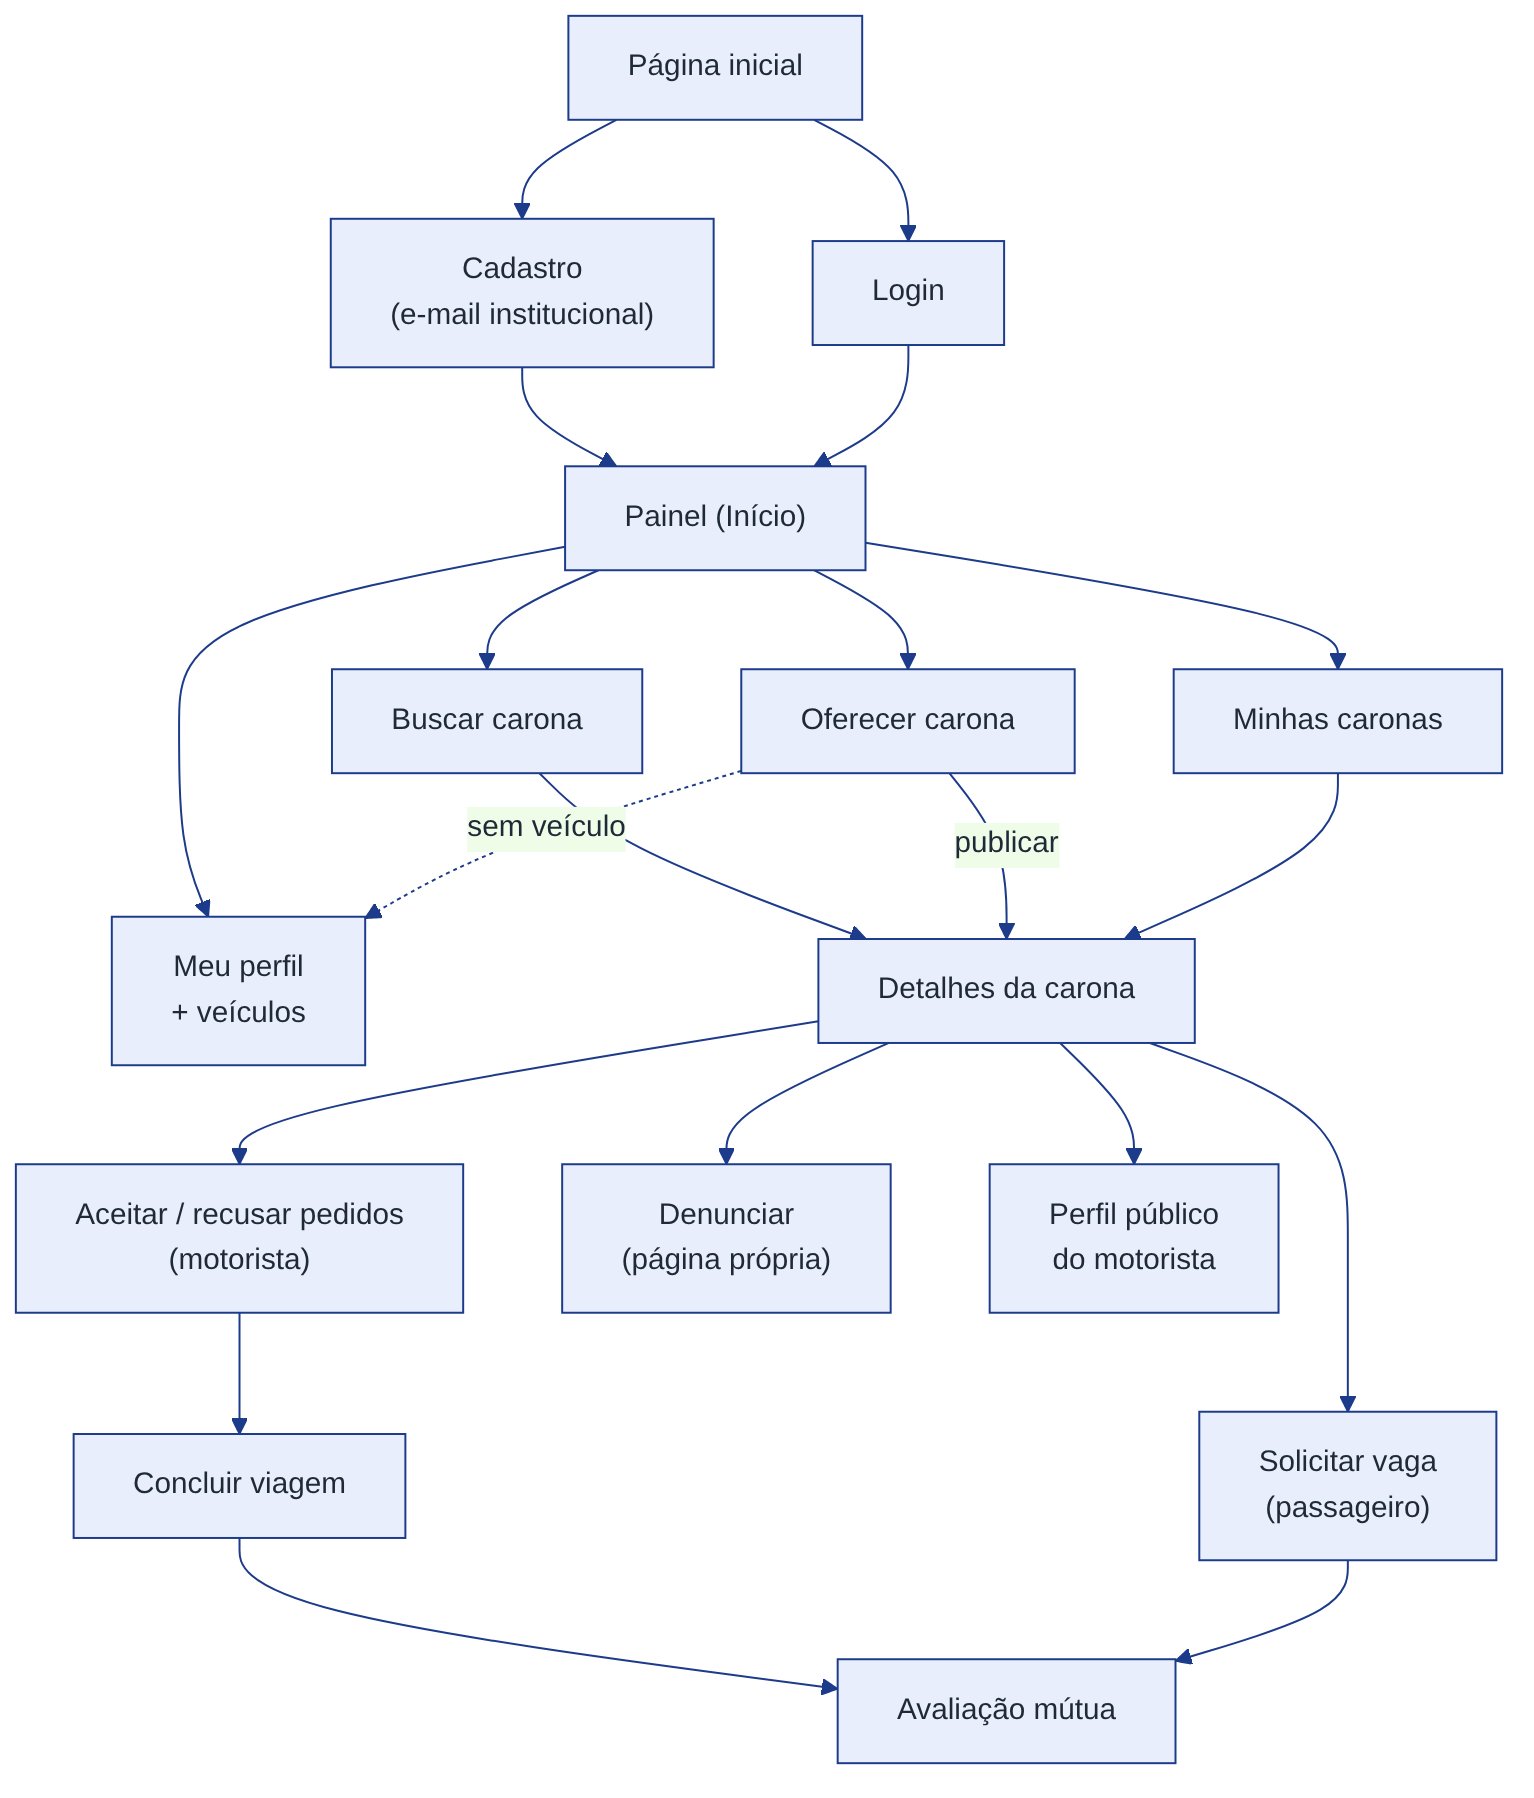 Página inicial
Cadastro
(e-mail institucional)
Login
Painel (Início)
Buscar carona
Oferecer carona
Minhas caronas
sem veículo
publicar
Meu perfil
+ veículos
Detalhes da carona
Aceitar / recusar pedidos
(motorista)
Denunciar
(página própria)
Perfil público
do motorista
Concluir viagem
Solicitar vaga
(passageiro)
Avaliação mútua